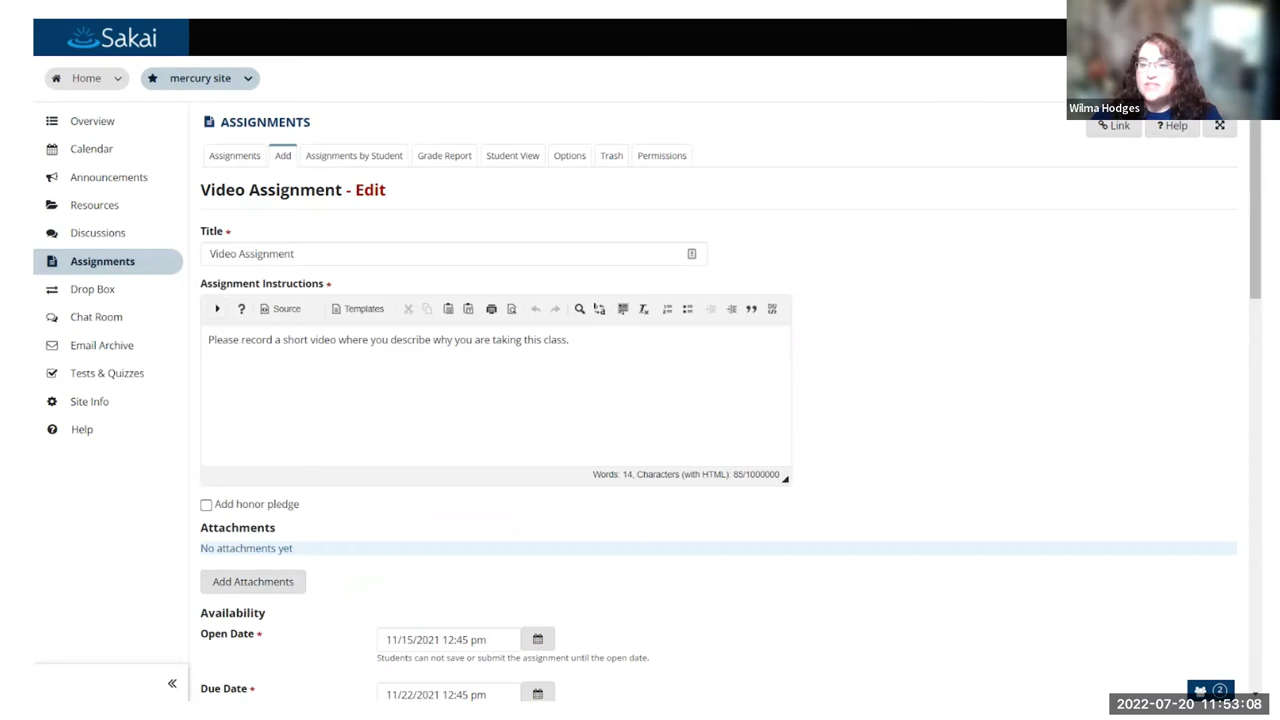 Sakai
Wilma Hodges
Home
mercury site
Overview
Calendar
Announcements
Resources
Discussions
Assignments
Drop Box
Chat Room
Email Archive
Tests & Quizzes
Site Info
Help
ASSIGNMENTS
Link
? Help
Assignments
Add
Assignments by Student
Grade Report
Student View
Options
Trash
Permissions
Video Assignment - Edit
Title *
Video Assignment
Assignment Instructions *
? Source Templates
Please record a short video where you describe why you are taking this class.
Words: 14, Characters (with HTML): 85/1000000
Add honor pledge
Attachments
No attachments yet
Add Attachments
Availability
Open Date *
11/15/2021 12:45 pm
Students can not save or submit the assignment until the open date.
Due Date *
11/22/2021 12:45 pm
2
2022-07-20 11:53:08